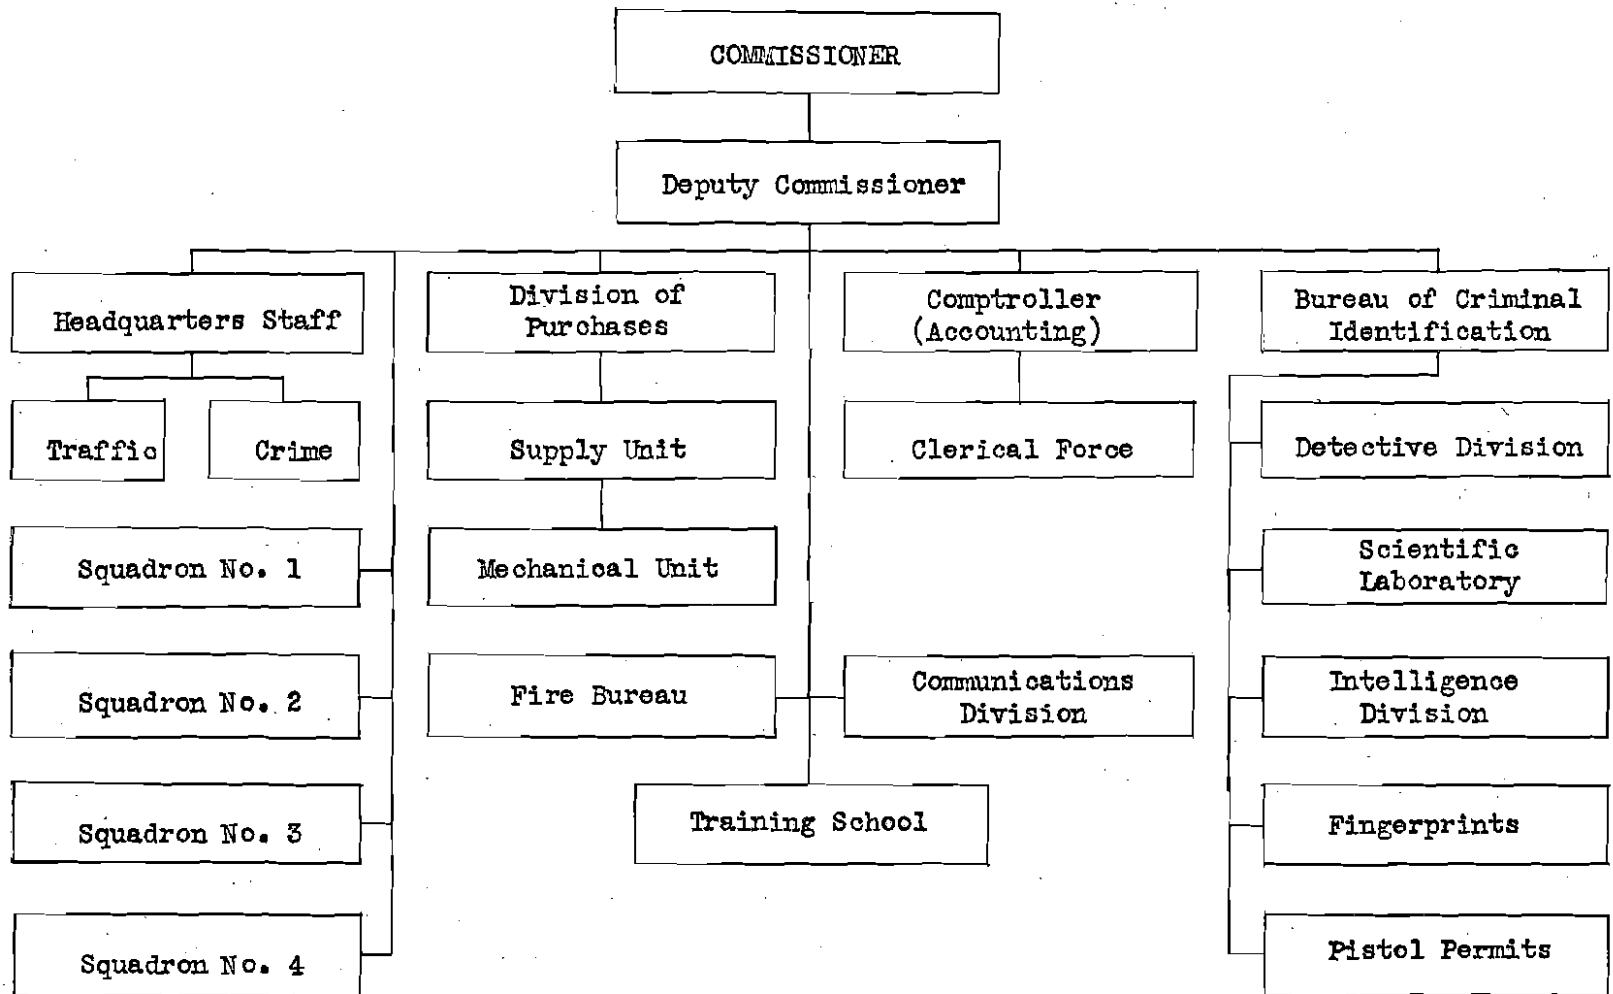 COMMISSIONER
Deputy Commissioner
Headquarters Staff
Division of
Purchases
Comptroller
(Accounting)
Bureau of Criminal
Identification
Traffic
Crime
Supply Unit
Clerical Force
Detective Division
Squadron No. 1
Mechanical Unit
Scientific
Laboratory
Squadron No. 2
Fire Bureau
Communications
Division
Intelligence
Division
Squadron No. 3
Training School
Fingerprints
Squadron No. 4
Pistol Permits